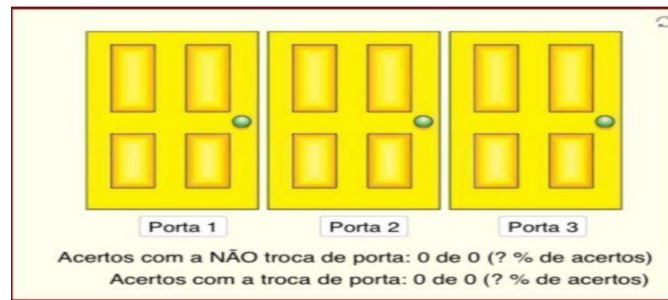 Porta 1 Porta 2 Porta 3
Acertos com a NÃO troca de porta: 0 de 0 (? % de acertos)
Acertos com a troca de porta: 0 de 0 (? % de acertos)